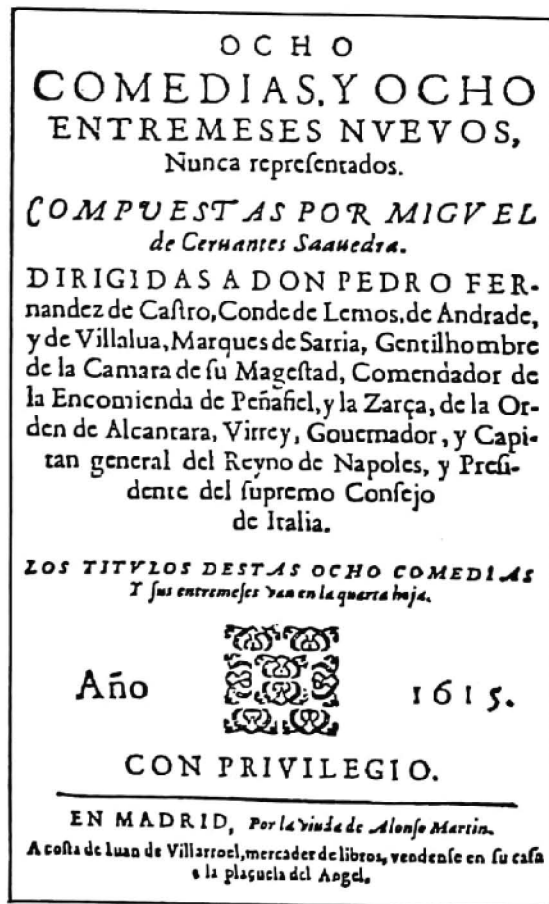 OCHO
COMEDIAS, Y OCHO
ENTREMESES NVEVOS,
Nunca repreſentados.
COMPUESTAS POR MIGVEL
de Ceruantes Saauedra.
DIRIGIDAS A DON PEDRO FER-
nandez de Caſtro, Conde de Lemos, de Andrade,
y de Villalua, Marques de Sarria, Gentilhombre
de la Camara de ſu Mageſtad, Comendador de
la Encomienda de Peñafiel, y la Zarça, de la Or-
den de Alcantara, Virrey, Gouernador, y Capi-
tan general del Reyno de Napoles, y Preſi-
dente del ſupremo Conſejo
de Italia.
LOS TITVLOS DESTAS OCHO COMEDIAS
Y ſus entremeſes van en la quarta hoja.
Año 1615.
CON PRIVILEGIO.
EN MADRID, Por la viuda de Alonſo Martin.
A coſta de Iuan de Villarroel, mercader de libros, vendenſe en ſu caſa
a la plaçuela del Angel.